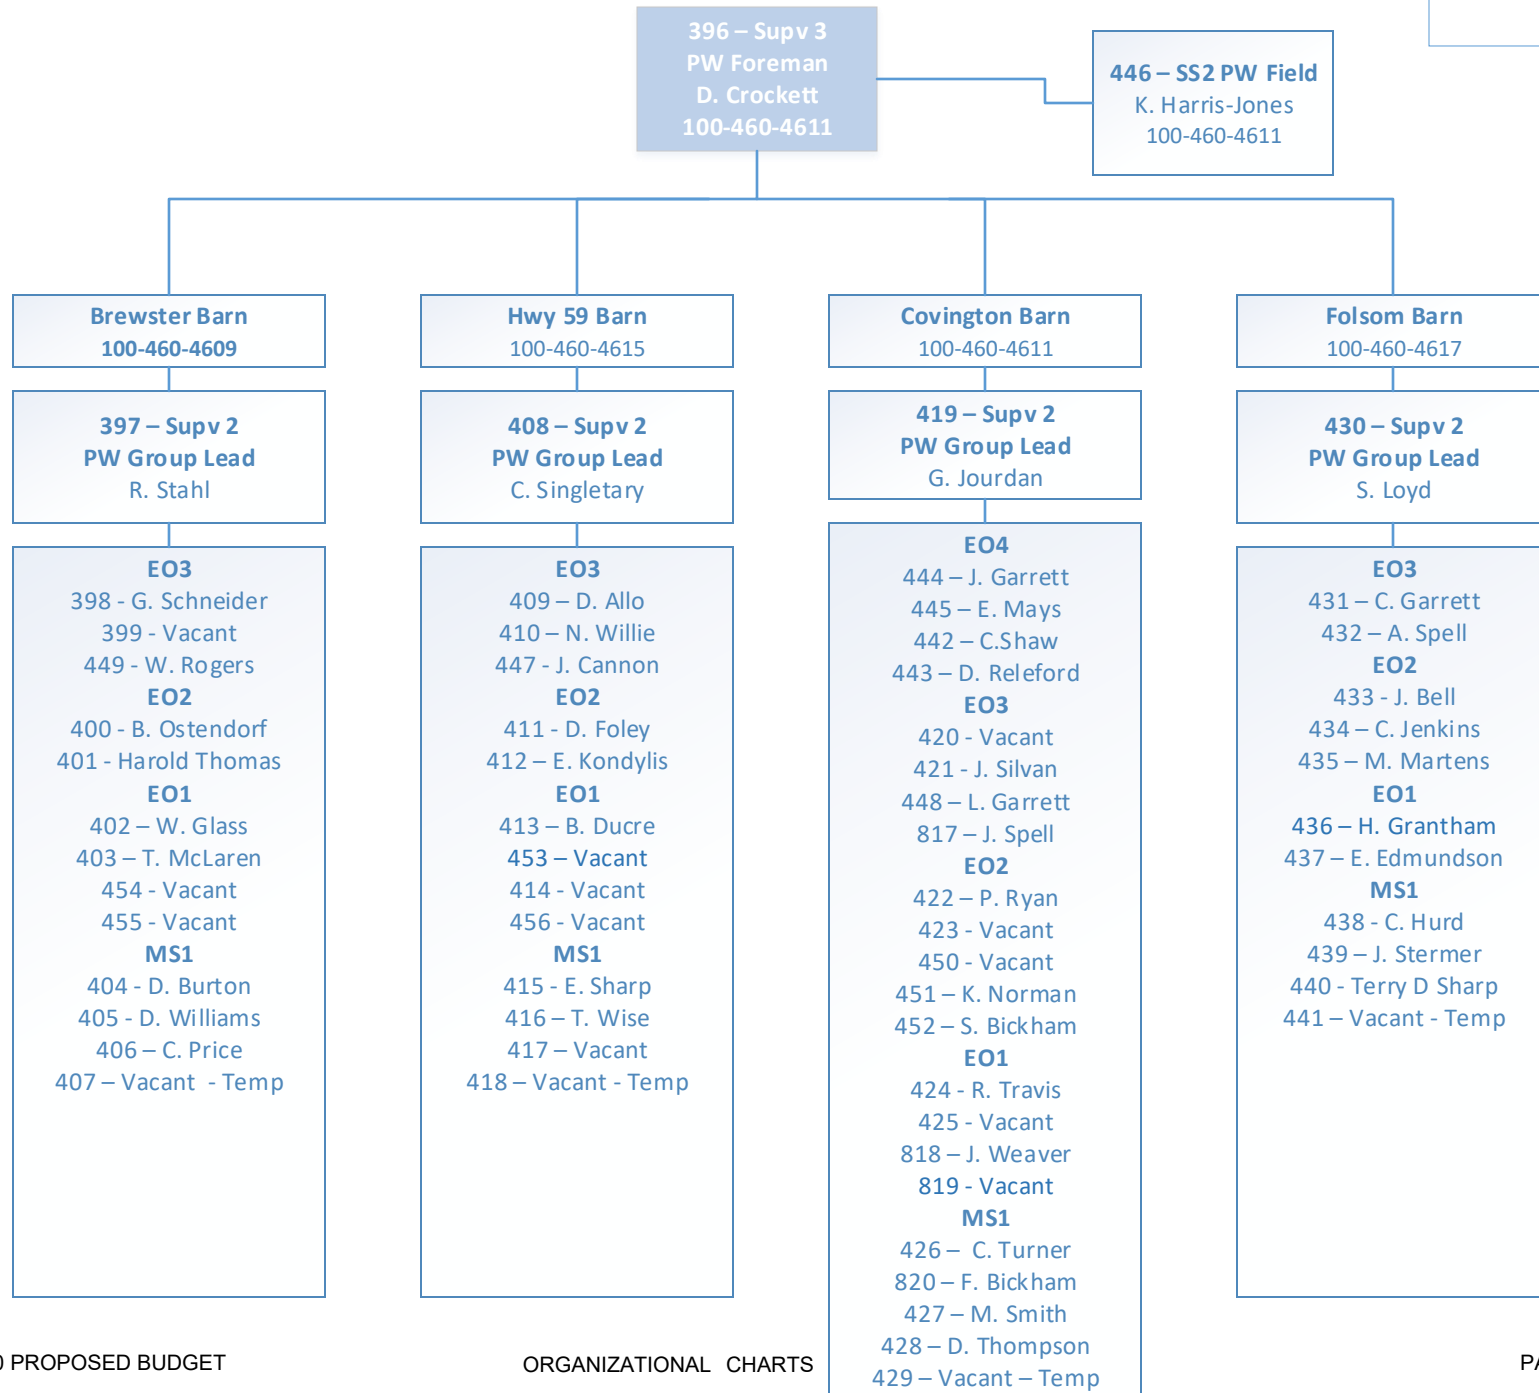 396 – Supv 3
PW Foreman
D. Crockett
100-460-4611
446 – SS2 PW Field
K. Harris-Jones
100-460-4611
Brewster Barn
100-460-4609
397 – Supv 2
PW Group Lead
R. Stahl
EO3
398 - G. Schneider
399 - Vacant
449 - W. Rogers
EO2
400 - B. Ostendorf
401 - Harold Thomas
EO1
402 – W. Glass
403 – T. McLaren
454 - Vacant
455 - Vacant
MS1
404 - D. Burton
405 - D. Williams
406 – C. Price
407 – Vacant - Temp
Hwy 59 Barn
100-460-4615
408 – Supv 2
PW Group Lead
C. Singletary
EO3
409 – D. Allo
410 – N. Willie
447 - J. Cannon
EO2
411 - D. Foley
412 – E. Kondylis
EO1
413 – B. Ducre
453 – Vacant
414 - Vacant
456 - Vacant
MS1
415 - E. Sharp
416 – T. Wise
417 – Vacant
418 – Vacant - Temp
Covington Barn
100-460-4611
419 – Supv 2
PW Group Lead
G. Jourdan
EO4
444 – J. Garrett
445 – E. Mays
442 – C.Shaw
443 – D. Releford
EO3
420 - Vacant
421 - J. Silvan
448 – L. Garrett
817 – J. Spell
EO2
422 – P. Ryan
423 - Vacant
450 - Vacant
451 – K. Norman
452 – S. Bickham
EO1
424 - R. Travis
425 - Vacant
818 – J. Weaver
819 - Vacant
MS1
426 – C. Turner
820 – F. Bickham
427 – M. Smith
428 – D. Thompson
429 – Vacant – Temp
Folsom Barn
100-460-4617
430 – Supv 2
PW Group Lead
S. Loyd
EO3
431 – C. Garrett
432 – A. Spell
EO2
433 - J. Bell
434 – C. Jenkins
435 – M. Martens
EO1
436 – H. Grantham
437 – E. Edmundson
MS1
438 - C. Hurd
439 – J. Stermer
440 - Terry D Sharp
441 – Vacant - Temp
0 PROPOSED BUDGET
ORGANIZATIONAL CHARTS
PA